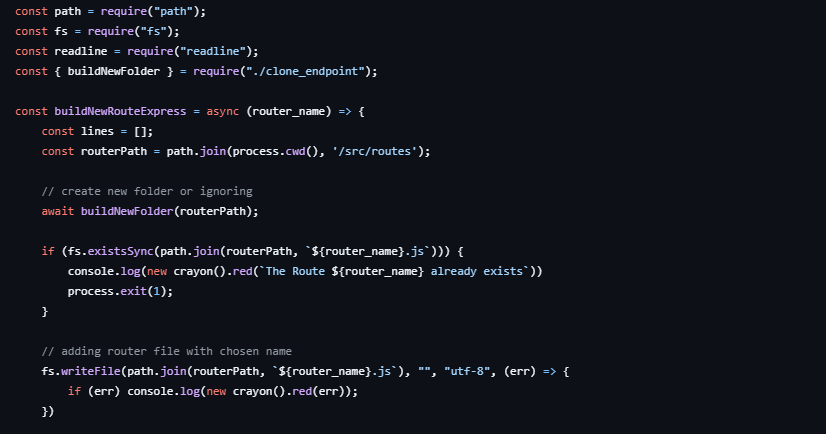 const path = require("path");
const fs = require("fs");
const readline = require("readline");
const { buildNewFolder } = require("./clone_endpoint");

const buildNewRouteExpress = async (router_name) => {
    const lines = [];
    const routerPath = path.join(process.cwd(), '/src/routes');

    // create new folder or ignoring
    await buildNewFolder(routerPath);

    if (fs.existsSync(path.join(routerPath, `${router_name}.js`))) {
        console.log(new crayon().red(`The Route ${router_name} already exists`))
        process.exit(1);
    }

    // adding router file with chosen name
    fs.writeFile(path.join(routerPath, `${router_name}.js`), "", "utf-8", (err) => {
        if (err) console.log(new crayon().red(err));
    })